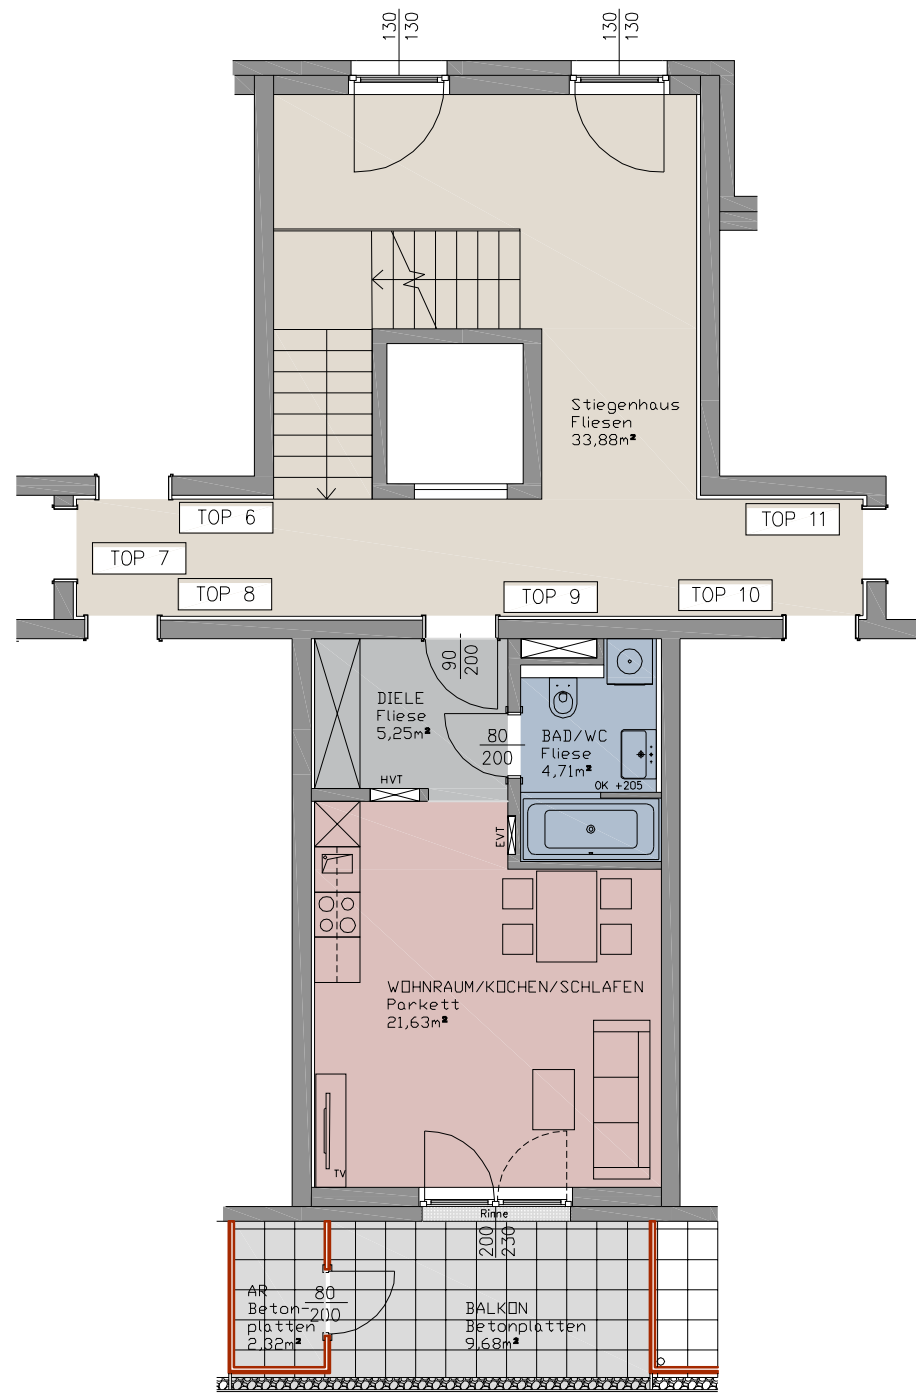 130
130
130
130
Stiegenhaus
Fliesen
33,88m²
TOP 6
TOP 11
TOP 7
TOP 8
TOP 9
TOP 10
90
200
DIELE
Fliese
5,25m²
80
200
BAD/WC
Fliese
4,71m²
HVT
OK +205
EVT
WOHNRAUM/KOCHEN/SCHLAFEN
Parkett
21,63m²
TV
Rinne
200
230
AR
Beton-
platten
2,32m²
80
200
BALKON
Betonplatten
9,68m²